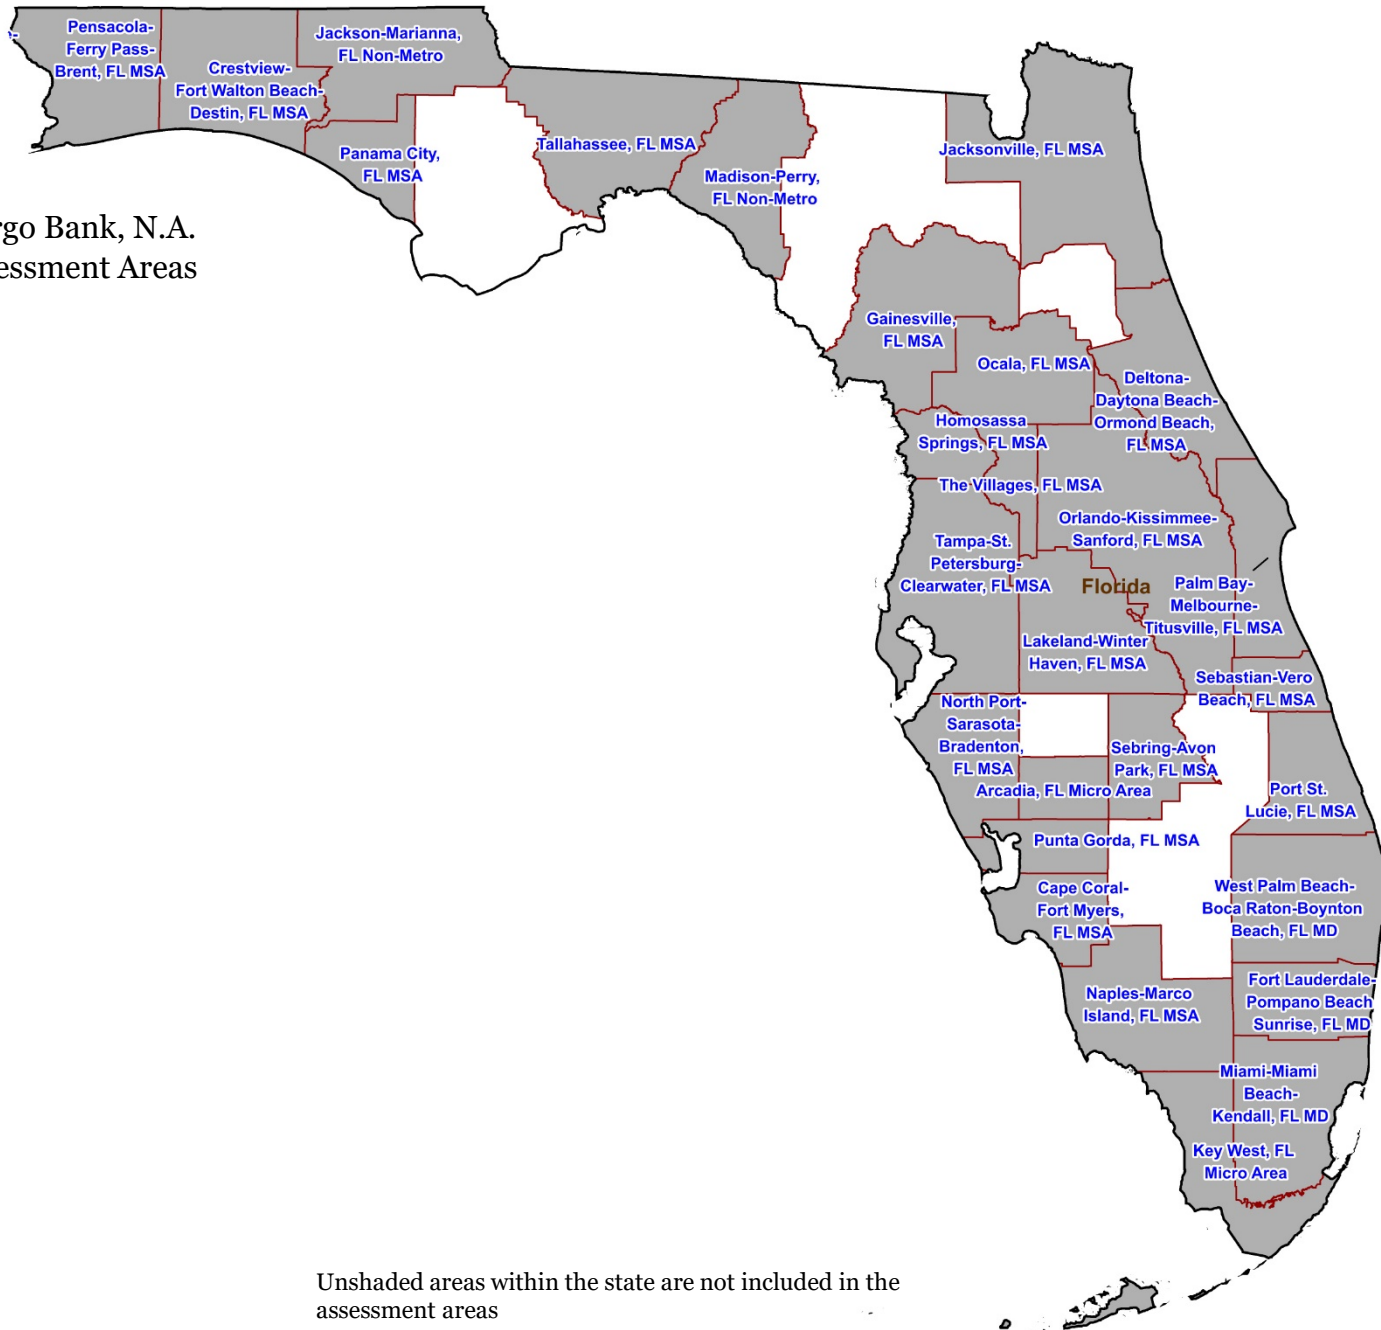 Pensacola-
Ferry Pass-
Brent, FL MSA
Crestview-
Fort Walton Beach-
Destin, FL MSA
Jackson-Marianna,
FL Non-Metro
Panama City,
FL MSA
Tallahassee, FL MSA
Madison-Perry,
FL Non-Metro
Jacksonville, FL MSA
rgo Bank, N.A.
essment Areas
Gainesville,
FL MSA
Ocala, FL MSA
Deltona-
Daytona Beach-
Ormond Beach,
FL MSA
Homosassa
Springs, FL MSA
The Villages, FL MSA
Orlando-Kissimmee-
Sanford, FL MSA
Tampa-St.
Petersburg-
Clearwater, FL MSA
Florida
Palm Bay-
Melbourne-
Titusville, FL MSA
Lakeland-Winter
Haven, FL MSA
Sebastian-Vero
Beach, FL MSA
North Port-
Sarasota-
Bradenton,
FL MSA
Sebring-Avon
Park, FL MSA
Arcadia, FL Micro Area
Port St.
Lucie, FL MSA
Punta Gorda, FL MSA
Cape Coral-
Fort Myers,
FL MSA
West Palm Beach-
Boca Raton-Boynton
Beach, FL MD
Naples-Marco
Island, FL MSA
Fort Lauderdale-
Pompano Beach
Sunrise, FL MD
Miami-Miami
Beach-
Kendall, FL MD
Key West, FL
Micro Area
Unshaded areas within the state are not included in the
assessment areas